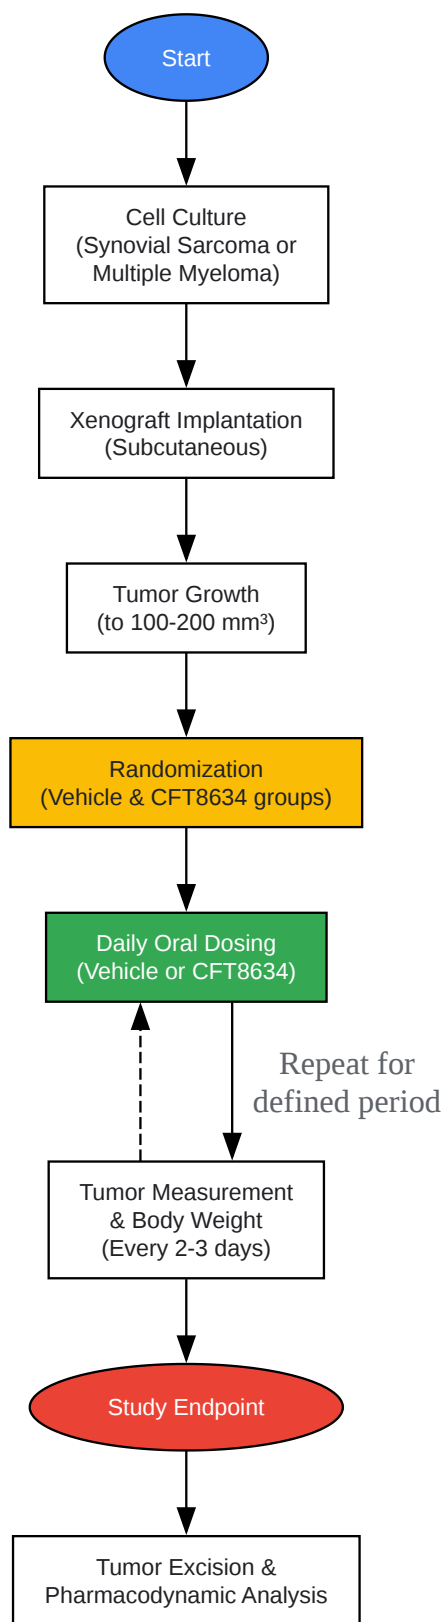 Start
Cell Culture
(Synovial Sarcoma or
Multiple Myeloma)
Xenograft Implantation
(Subcutaneous)
Tumor Growth
(to 100-200 mm³)
Randomization
(Vehicle & CFT8634 groups)
Daily Oral Dosing
(Vehicle or CFT8634)
Repeat for
defined period
Tumor Measurement
& Body Weight
(Every 2-3 days)
Study Endpoint
Tumor Excision &
Pharmacodynamic Analysis